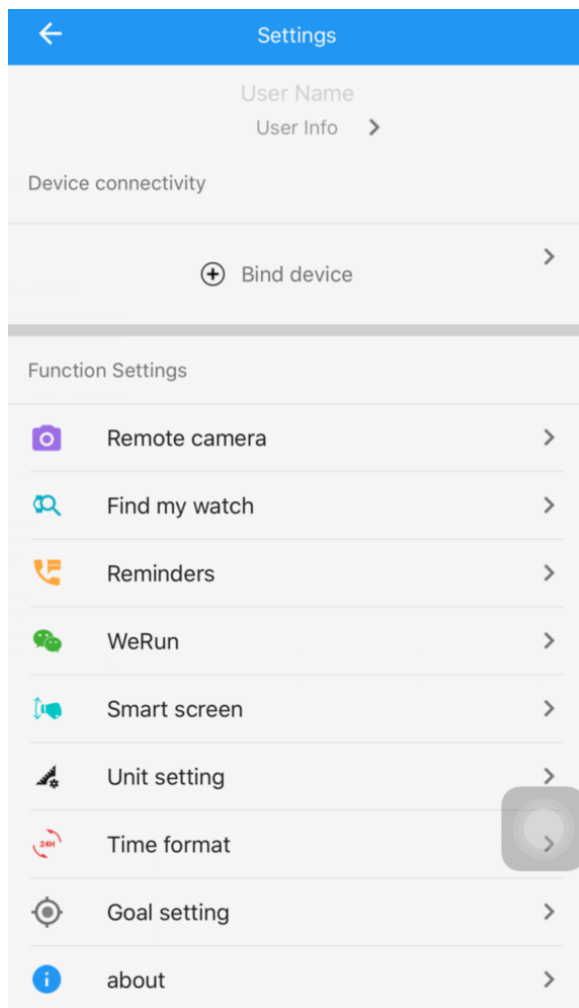 Settings
User Name
User Info
Device connectivity
Bind device
Function Settings
Remote camera
Find my watch
Reminders
WeRun
Smart screen
Unit setting
24H
Time format
Goal setting
about